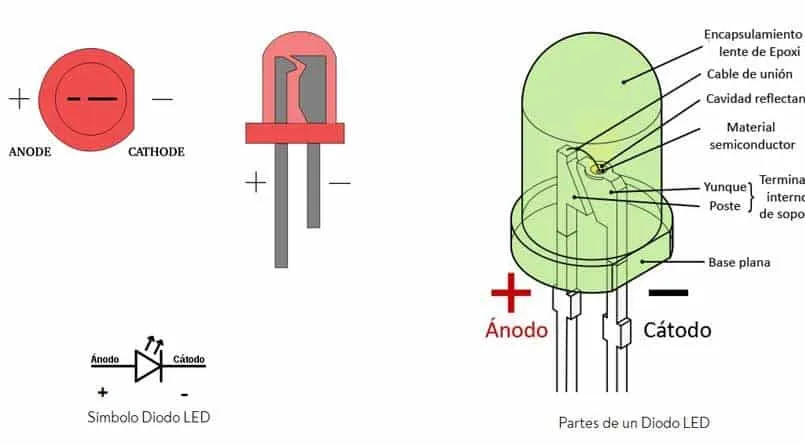 +
−
ANODE
CATHODE
+
−
Ánodo
Cátodo
+
-
Símbolo Diodo LED
Encapsulamiento
lente de Epoxi
Cable de unión
Cavidad reflectan
Material
semiconductor
Yunque
Poste
Termina
interno
de sopo
Base plana
+
−
Ánodo
Cátodo
Partes de un Diodo LED